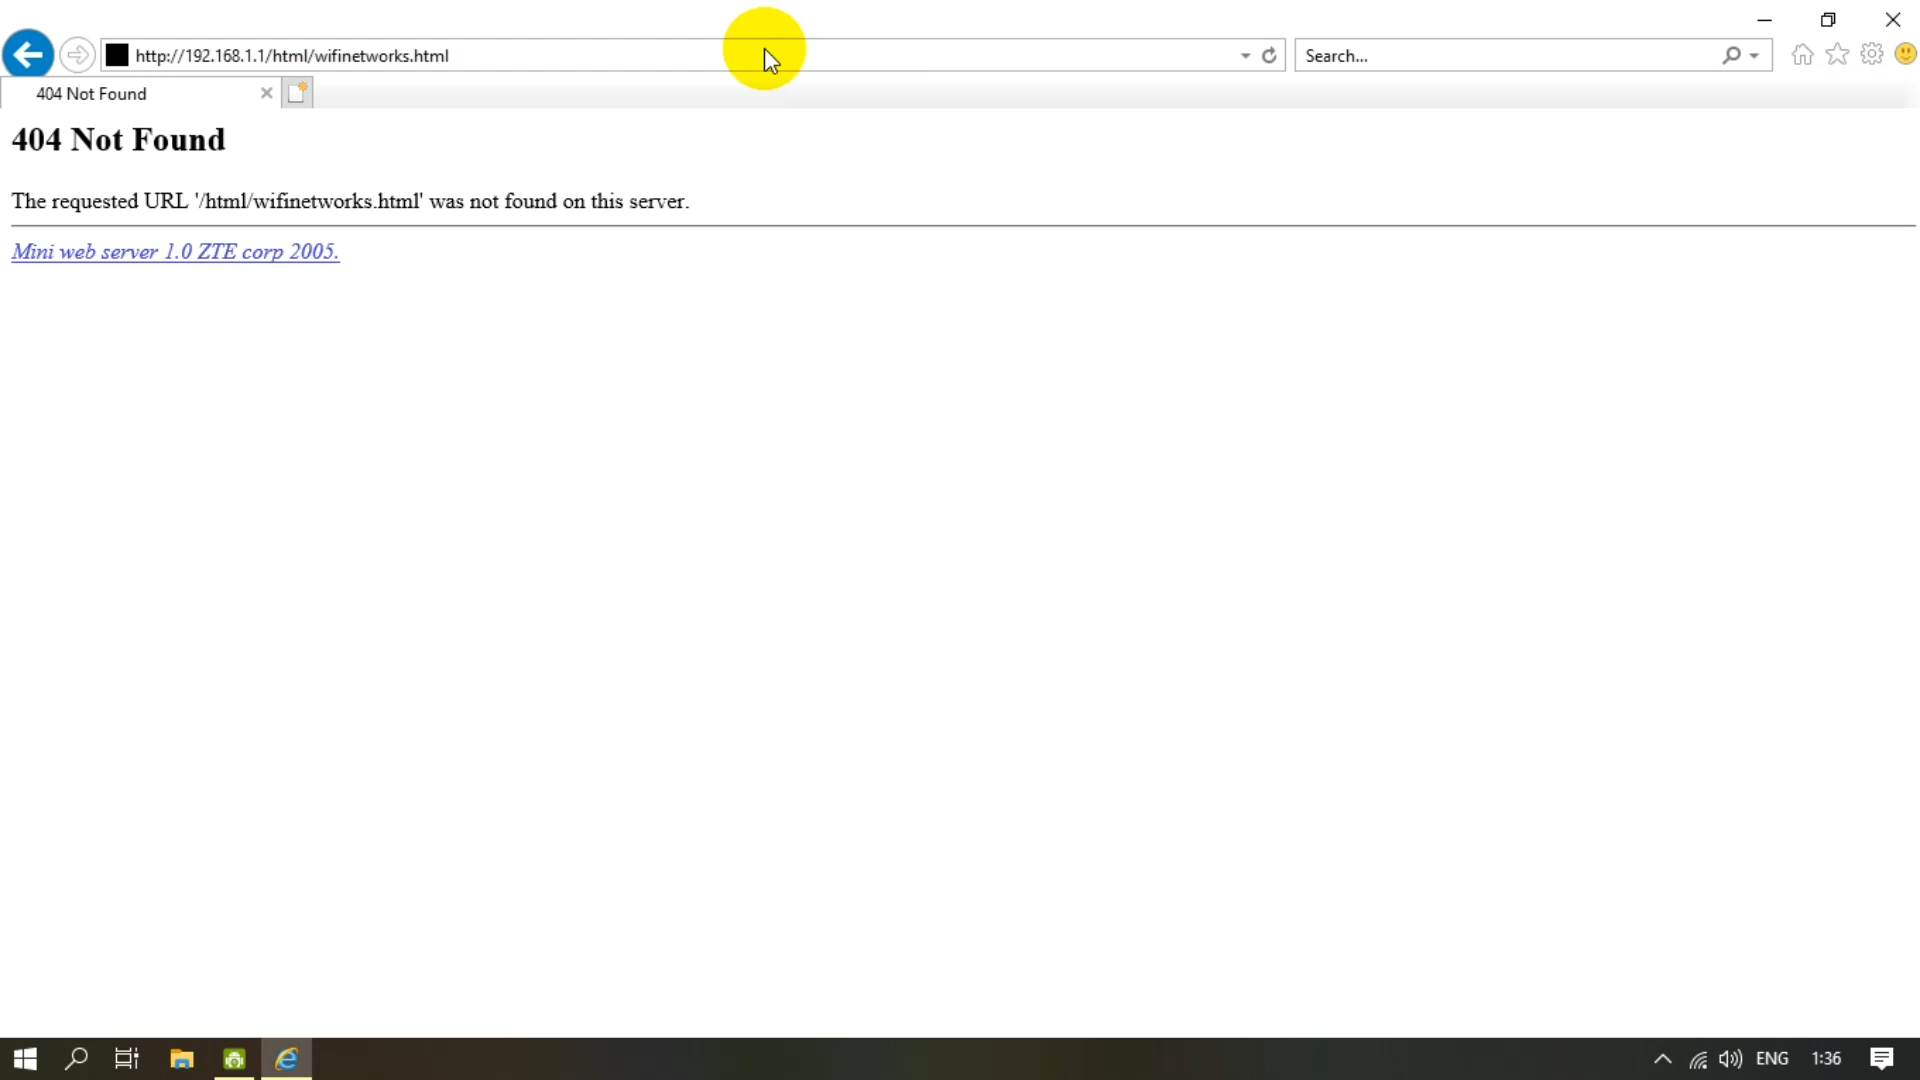 http://192.168.1.1/html/wifinetworks.html
Search...
404 Not Found
404 Not Found
The requested URL '/html/wifinetworks.html' was not found on this server.
Mini web server 1.0 ZTE corp 2005.
ENG
1:36